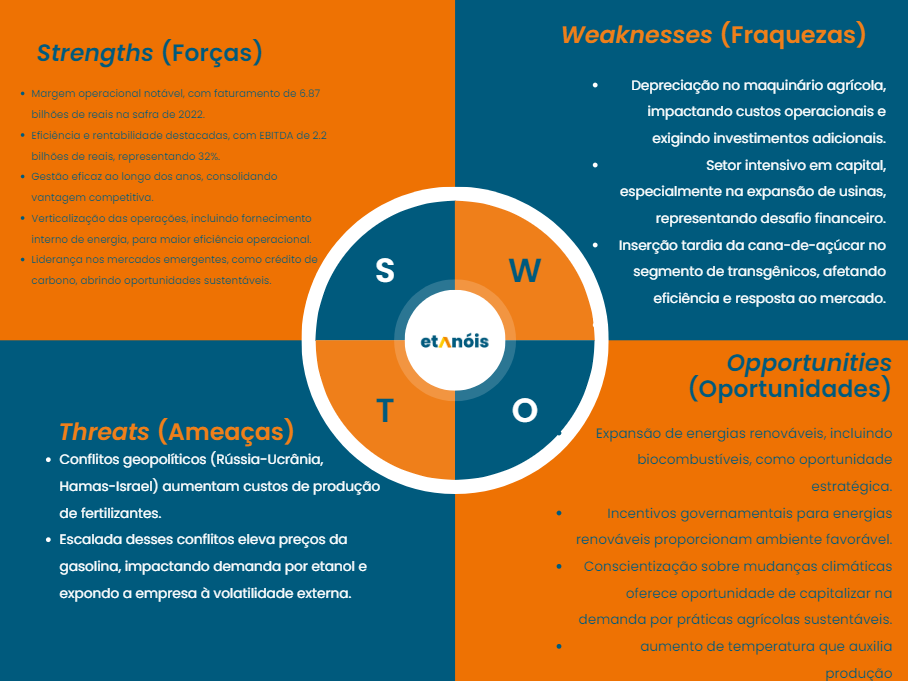 Strengths (Forças)
• Margem operacional notável, com faturamento de 6.87
bilhões de reais na safra de 2022.
• Eficiência e rentabilidade destacadas, com EBITDA de 2.2
bilhões de reais, representando 32%.
• Gestão eficaz ao longo dos anos, consolidando
vantagem competitiva.
• Verticalização das operações, incluindo fornecimento
interno de energia, para maior eficiência operacional.
• Liderança nos mercados emergentes, como crédito de
carbono, abrindo oportunidades sustentáveis.
Weaknesses (Fraquezas)
• Depreciação no maquinário agrícola,
impactando custos operacionais e
exigindo investimentos adicionais.
• Setor intensivo em capital,
especialmente na expansão de usinas,
representando desafio financeiro.
• Inserção tardia da cana-de-açúcar no
segmento de transgênicos, afetando
eficiência e resposta ao mercado.
S
W
etanóis
T
O
Threats (Ameaças)
• Conflitos geopolíticos (Rússia-Ucrânia,
Hamas-Israel) aumentam custos de produção
de fertilizantes.
• Escalada desses conflitos eleva preços da
gasolina, impactando demanda por etanol e
expondo a empresa à volatilidade externa.
Opportunities
(Oportunidades)
• Expansão de energias renováveis, incluindo
biocombustíveis, como oportunidade
estratégica.
• Incentivos governamentais para energias
renováveis proporcionam ambiente favorável.
• Conscientização sobre mudanças climáticas
oferece oportunidade de capitalizar na
demanda por práticas agrícolas sustentáveis.
• aumento de temperatura que auxilia
produção